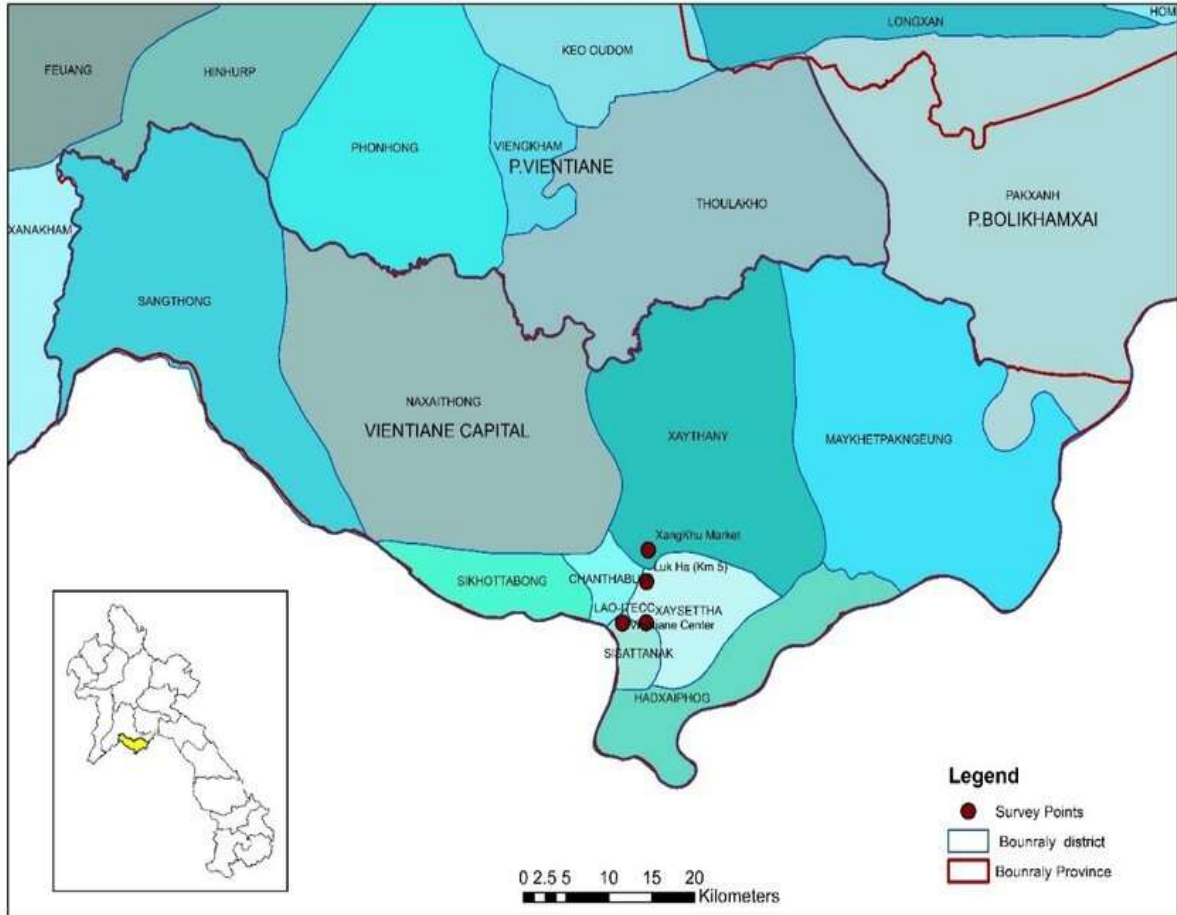 LONGXAN
HOM
KEO OUDOM
FEUANG
HINHURP
PHONHONG
VIENGKHAM
P.VIENTIANE
THOULAKHO
PAKXANH
P.BOLIKHAMXAI
XANAKHAM
SANGTHONG
NAXAITHONG
VIENTIANE CAPITAL
XAYTHANY
MAYKHETPAKNGEUNG
XangKhu Market
Luk Ha (Km 5)
SIKHOTTABONG
LAO-ITECC
XAYSETTHA
Center
SISATTANAK
HADXAIPHOG
Legend
Survey Points
Bounraly district
Bounraly Province
0 2.5 5 10 15 20
Kilometers